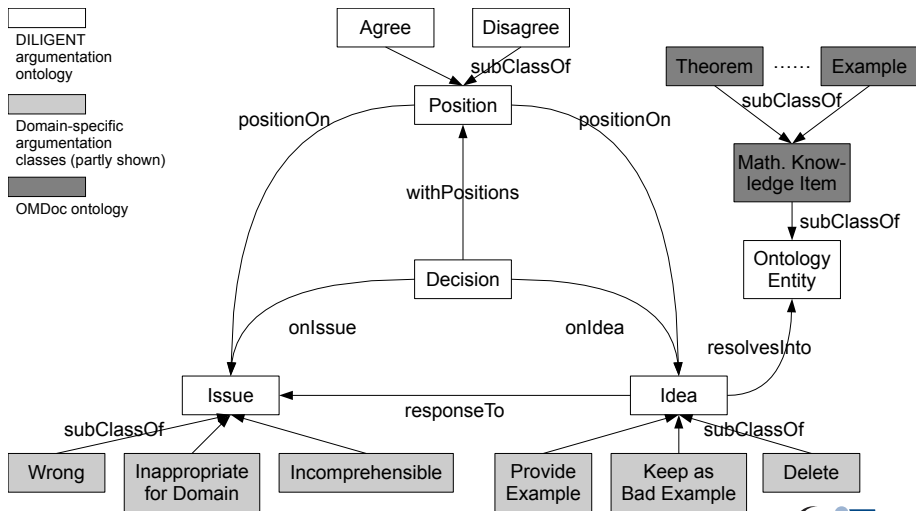 DILIGENT
argumentation
ontology
Domain-specific
argumentation
classes (partly shown)
OMDoc ontology
Agree
Disagree
subClassOf
Position
positionOn
positionOn
withPositions
Decision
onIssue
onIdea
Theorem
......
Example
subClassOf
Math. Know-
ledge Item
subClassOf
Ontology
Entity
resolvesInto
Issue
responseTo
Idea
subClassOf
subClassOf
Wrong
Inappropriate
for Domain
Incomprehensible
Provide
Example
Keep as
Bad Example
Delete